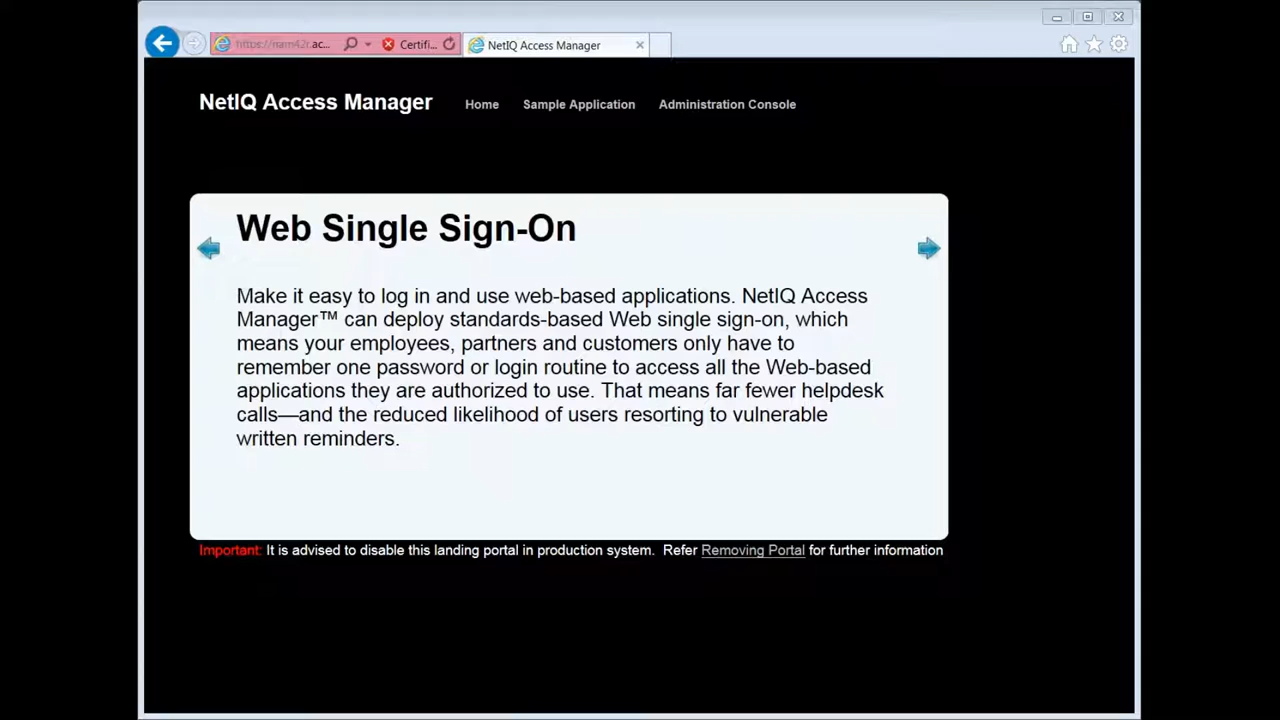 https://nam42r.ac...
Certifi...
NetIQ Access Manager
NetIQ Access Manager
Home
Sample Application
Administration Console
Web Single Sign-On
Make it easy to log in and use web-based applications. NetIQ Access
Manager™ can deploy standards-based Web single sign-on, which
means your employees, partners and customers only have to
remember one password or login routine to access all the Web-based
applications they are authorized to use. That means far fewer helpdesk
calls—and the reduced likelihood of users resorting to vulnerable
written reminders.
Important: It is advised to disable this landing portal in production system. Refer Removing Portal for further information